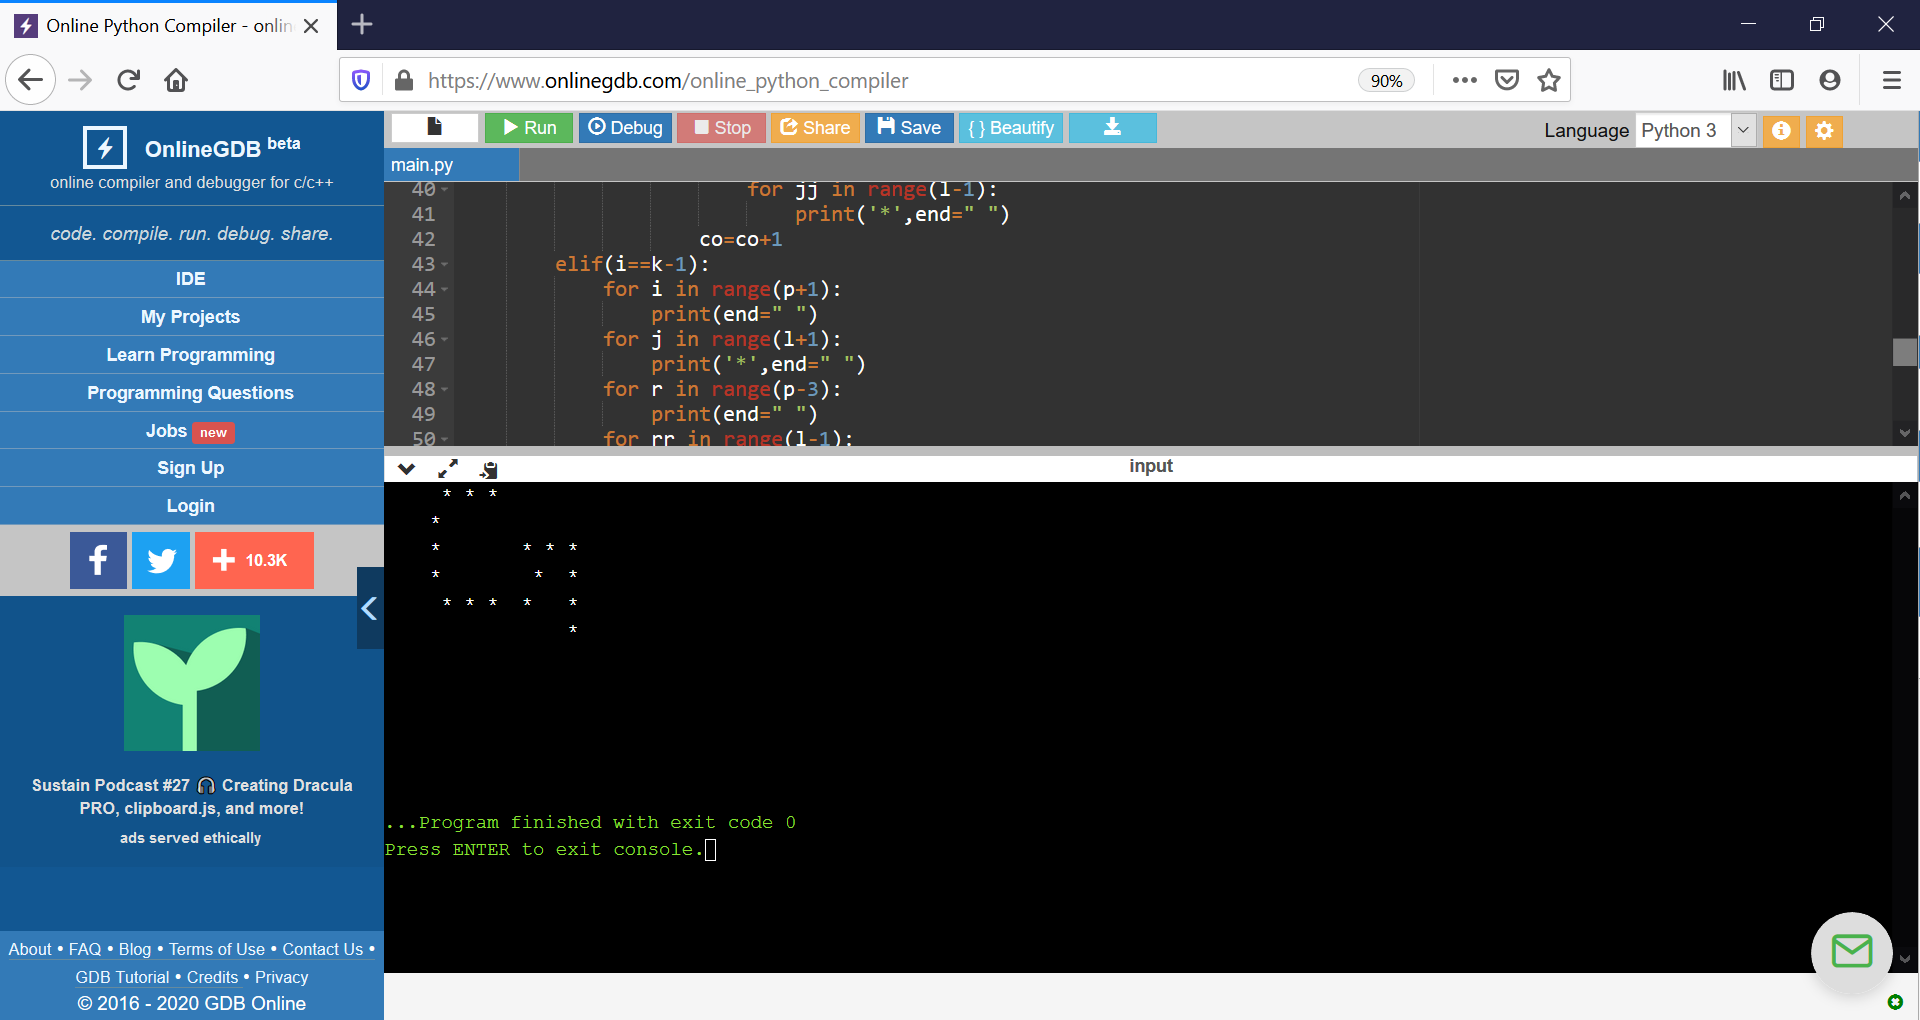 Online Python Compiler - onlin
https://www.onlinegdb.com/online_python_compiler
90%
OnlineGDB beta
online compiler and debugger for c/c++
code. compile. run. debug. share.
IDE
My Projects
Learn Programming
Programming Questions
Jobs new
Sign Up
Login
f
10.3K
Sustain Podcast #27 🎧 Creating Dracula
PRO, clipboard.js, and more!
ads served ethically
About • FAQ • Blog • Terms of Use • Contact Us •
GDB Tutorial • Credits • Privacy
© 2016 - 2020 GDB Online
Run Debug Stop Share Save { } Beautify
Language Python 3
main.py
40 for jj in range(l-1):
41 print('*',end=" ")
42 co=co+1
43 elif(i==k-1):
44 for i in range(p+1):
45 print(end=" ")
46 for j in range(l+1):
47 print('*',end=" ")
48 for r in range(p-3):
49 print(end=" ")
50 for rr in range(l-1):
input
* * *
*
* * * *
* * *
* * * * *
*
...Program finished with exit code 0
Press ENTER to exit console.